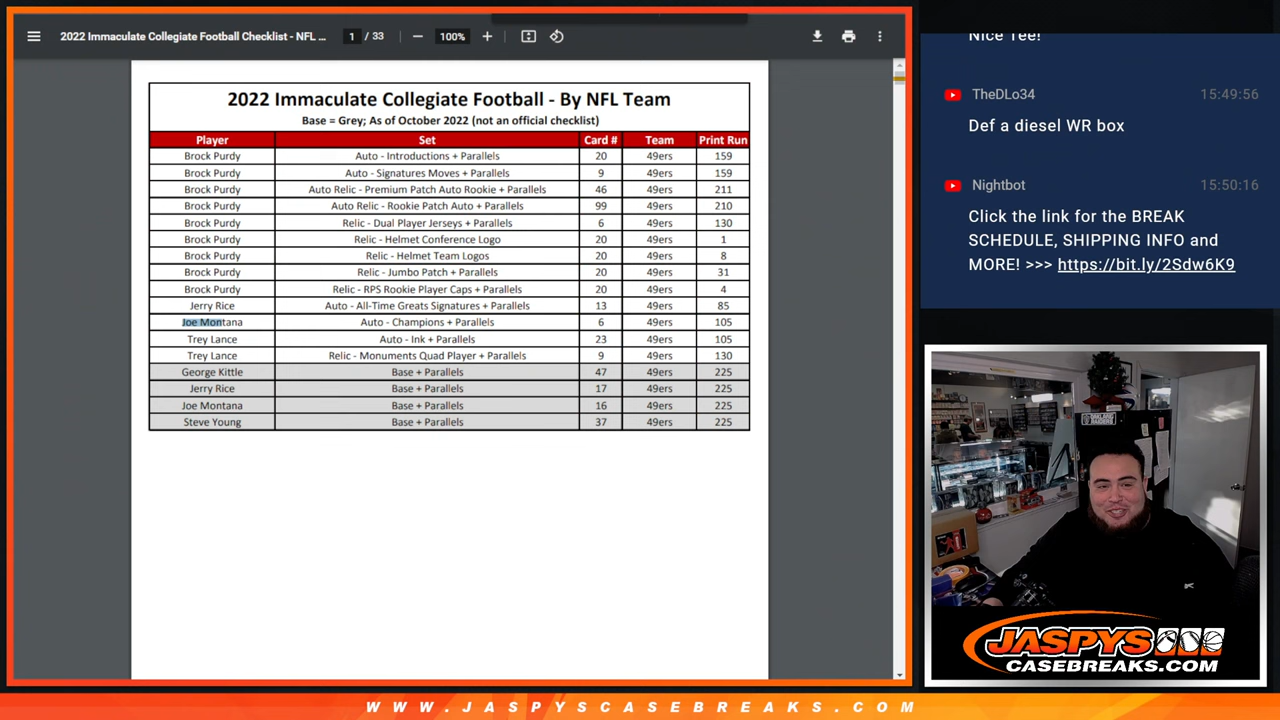 2022 Immaculate Collegiate Football Checklist - NFL ... 1 / 33 100%
2022 Immaculate Collegiate Football - By NFL Team
Base = Grey; As of October 2022 (not an official checklist)
Player Set Card # Team Print Run
Brock Purdy Auto - Introductions + Parallels 20 49ers 159
Brock Purdy Auto - Signatures Moves + Parallels 9 49ers 159
Brock Purdy Auto Relic - Premium Patch Auto Rookie + Parallels 46 49ers 211
Brock Purdy Auto Relic - Rookie Patch Auto + Parallels 99 49ers 210
Brock Purdy Relic - Dual Player Jerseys + Parallels 6 49ers 130
Brock Purdy Relic - Helmet Conference Logo 20 49ers 1
Brock Purdy Relic - Helmet Team Logos 20 49ers 8
Brock Purdy Relic - Jumbo Patch + Parallels 20 49ers 31
Brock Purdy Relic - RPS Rookie Player Caps + Parallels 20 49ers 4
Jerry Rice Auto - All-Time Greats Signatures + Parallels 13 49ers 85
Joe Montana Auto - Champions + Parallels 6 49ers 105
Trey Lance Auto - Ink + Parallels 23 49ers 105
Trey Lance Relic - Monuments Quad Player + Parallels 9 49ers 130
George Kittle Base + Parallels 47 49ers 225
Jerry Rice Base + Parallels 17 49ers 225
Joe Montana Base + Parallels 16 49ers 225
Steve Young Base + Parallels 37 49ers 225
Nice Tee!
TheDLo34 15:49:56
Def a diesel WR box
Nightbot 15:50:16
Click the link for the BREAK
SCHEDULE, SHIPPING INFO and
MORE! >>> https://bit.ly/2Sdw6K9
JASPYS
CASEBREAKS.COM
WWW.JASPYSCASEBREAKS.COM